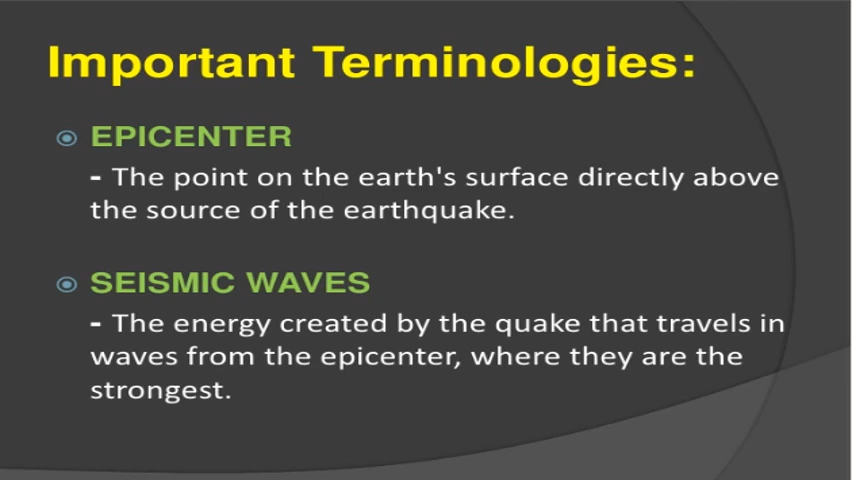 Important Terminologies:
EPICENTER
- The point on the earth's surface directly above
the source of the earthquake.
SEISMIC WAVES
- The energy created by the quake that travels in
waves from the epicenter, where they are the
strongest.